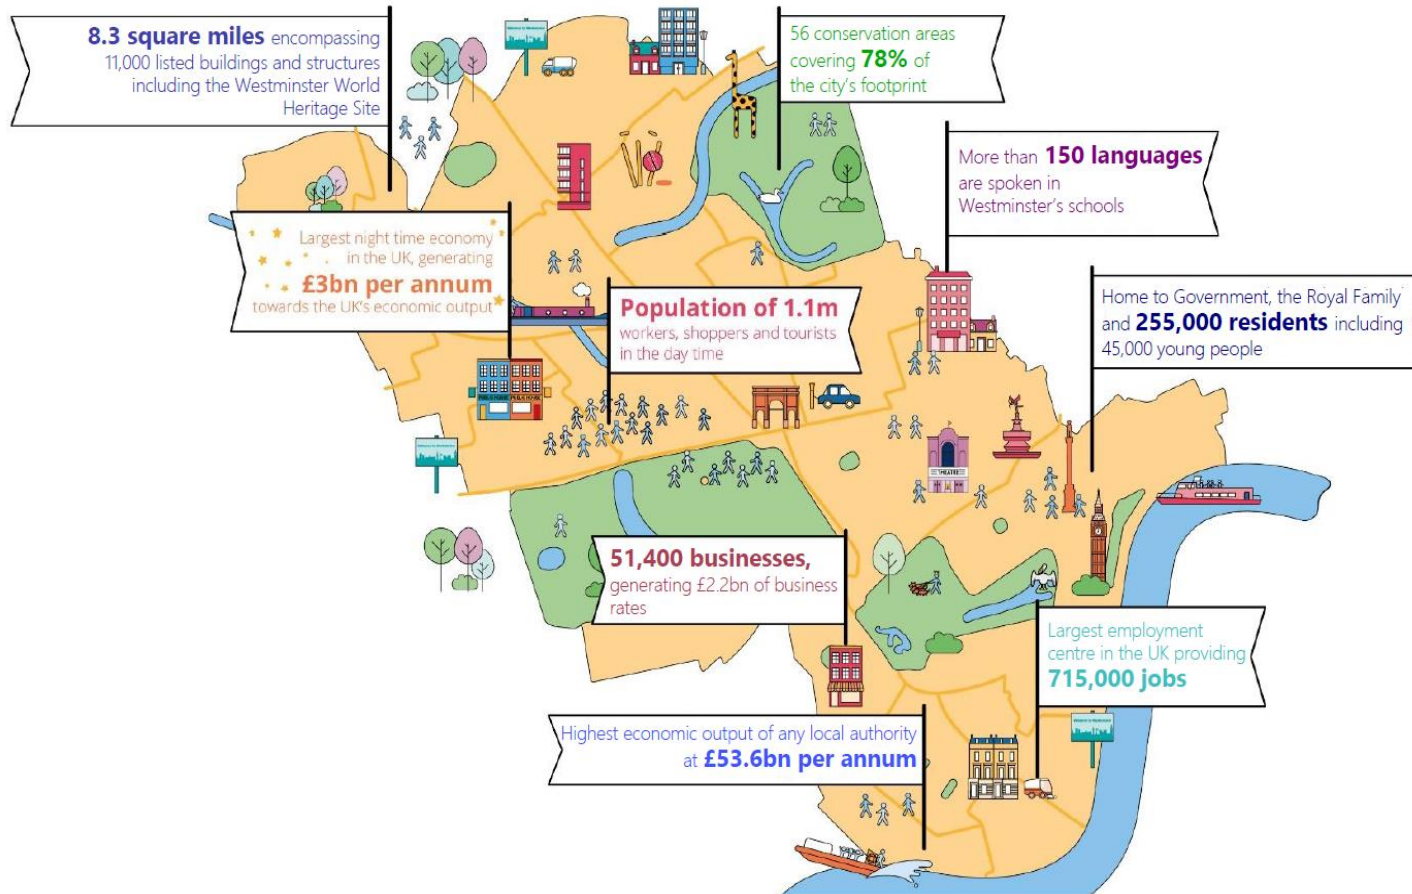 8.3 square miles encompassing
11,000 listed buildings and structures
including the Westminster World
Heritage Site
56 conservation areas
covering 78% of
the city's footprint
More than 150 languages
are spoken in
Westminster's schools
Largest night time economy
in the UK, generating
£3bn per annum
towards the UK's economic output
Population of 1.1m
workers, shoppers and tourists
in the day time
Home to Government, the Royal Family
and 255,000 residents including
45,000 young people
PUBLIC HOUSE PUBLIC HOUSE
THEATRE
51,400 businesses,
generating £2.2bn of business
rates
Largest employment
centre in the UK providing
715,000 jobs
Highest economic output of any local authority
at £53.6bn per annum